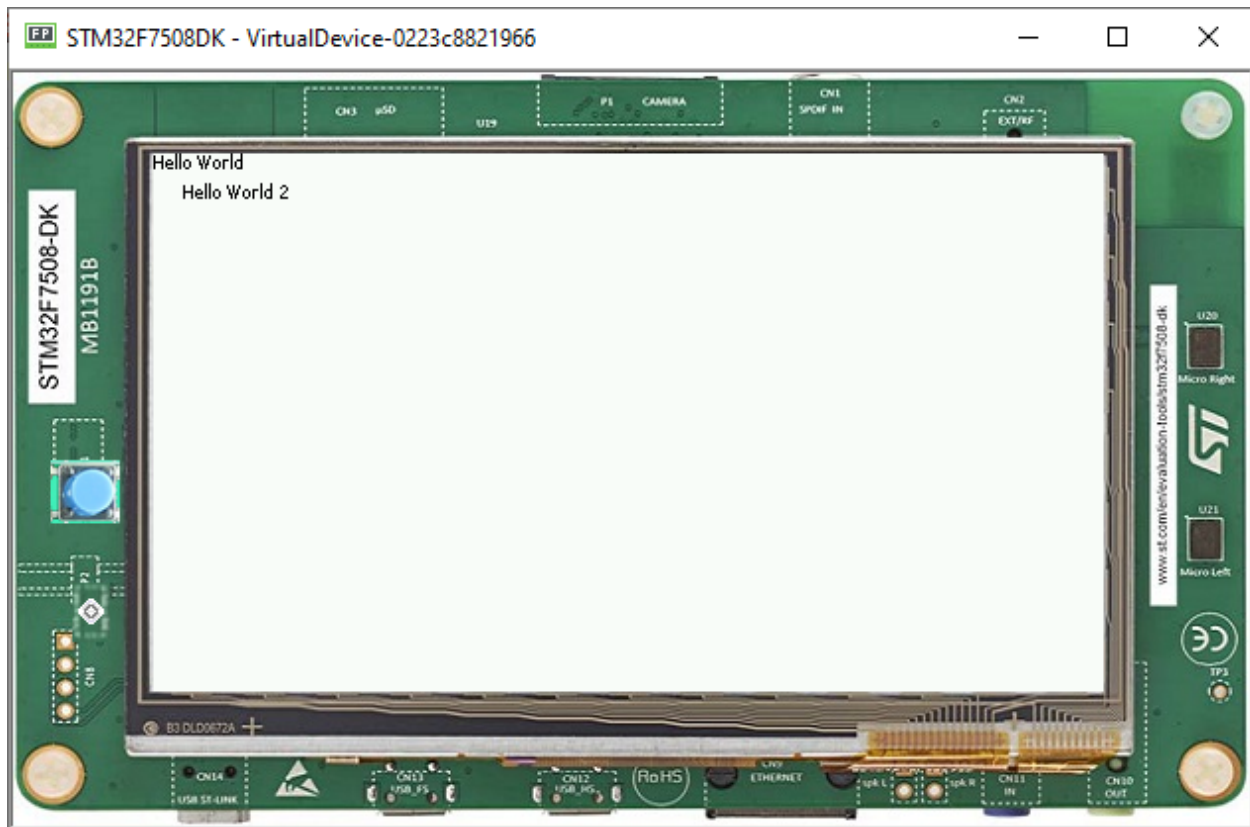 STM32F7508DK - VirtualDevice-0223c8821966
CN3 µSD
U19
P1 CAMERA
CN1
SPDIF IN
CN2
EXT/RF
Hello World
Hello World 2
STM32F7508-DK
MB1191B
www.st.com/en/evaluation-tools/stm32f7508-dk
U20
Micro Right
U21
Micro Left
P2
CN8
TP3
B3 DLD0672A
CN14
USB ST-LINK
CN13
USB_FS
CN12
USB_HS
RoHS
CN9
ETHERNET
spk L
spk R
CN11
IN
CN10
OUT